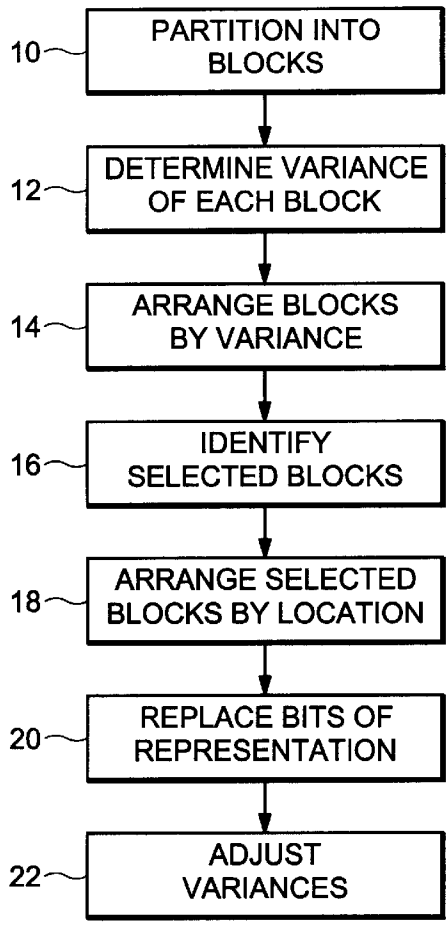 10
PARTITION INTO
BLOCKS
12
DETERMINE VARIANCE
OF EACH BLOCK
14
ARRANGE BLOCKS
BY VARIANCE
16
IDENTIFY
SELECTED BLOCKS
18
ARRANGE SELECTED
BLOCKS BY LOCATION
20
REPLACE BITS OF
REPRESENTATION
22
ADJUST
VARIANCES